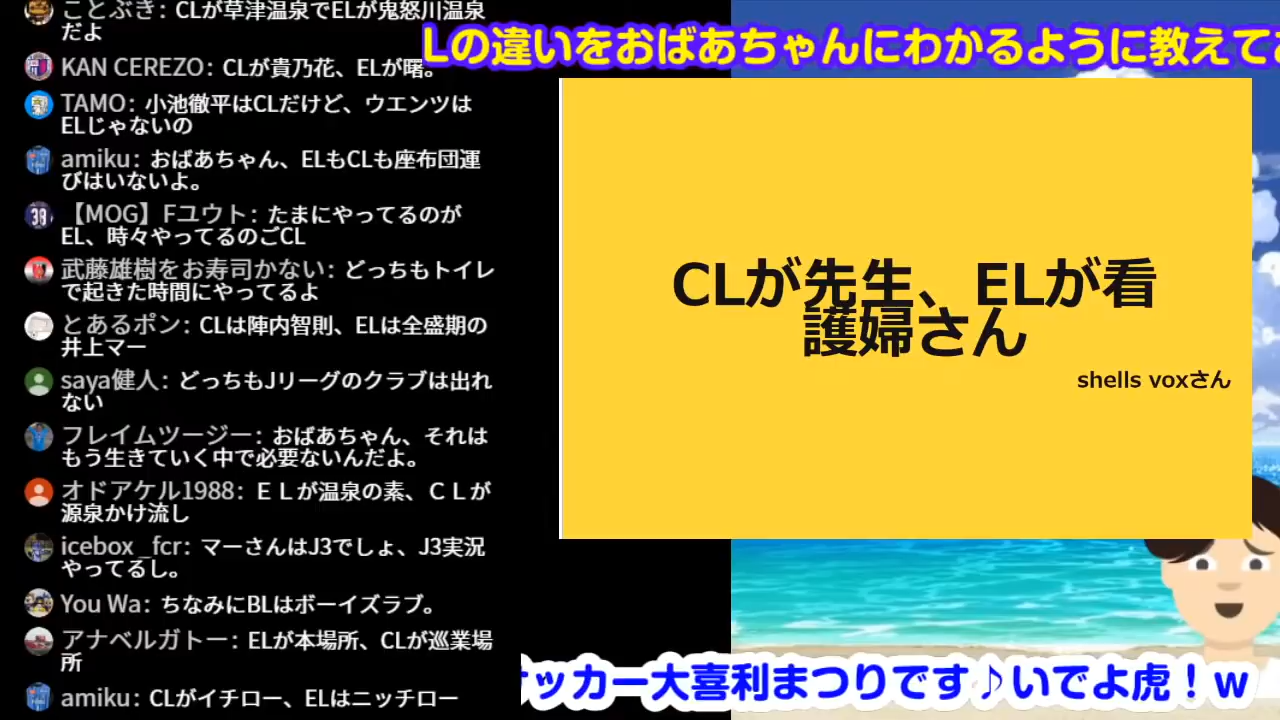 ことぶき: CLが草津温泉でELが鬼怒川温泉
だよ
KAN CEREZO: CLが貴乃花、ELが曙。
TAMO: 小池徹平はCLだけど、ウエンツは
ELじゃないの
amiku: おばあちゃん、ELもCLも座布団運
びはいないよ。
【MOG】Fユウト: たまにやってるのが
EL、時々やってるのごCL
武藤雄樹をお寿司かない: どっちもトイレ
で起きた時間にやってるよ
とあるポン: CLは陣内智則、ELは全盛期の
井上マー
saya健人: どっちもJリーグのクラブは出れ
ない
フレイムツージー: おばあちゃん、それは
もう生きていく中で必要ないんだよ。
オドアケル1988: ＥＬが温泉の素、ＣＬが
源泉かけ流し
icebox_fcr: マーさんはJ3でしょ、J3実況
やってるし。
You Wa: ちなみにBLはボーイズラブ。
アナベルガトー: ELが本場所、CLが巡業場
所
amiku: CLがイチロー、ELはニッチロー
Lの違いをおばあちゃんにわかるように教えて
CLが先生、ELが看
護婦さん
shells voxさん
サッカー大喜利まつりです♪いでよ虎！ｗ